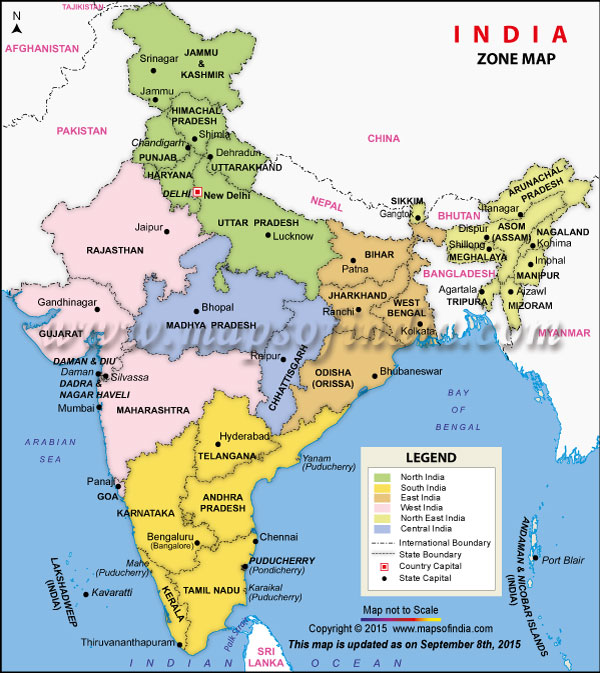 N
TAJIKISTAN
AFGHANISTAN
INDIA
ZONE MAP
JAMMU
&
KASHMIR
Srinagar
Jammu
HIMACHAL
PRADESH
PAKISTAN
Chandigarh
Shimla
CHINA
PUNJAB
Dehradun
UTTARAKHAND
HARYANA
DELHI
New Delhi
NEPAL
SIKKIM
Gangtok
BHUTAN
ARUNACHAL
PRADESH
Itanagar
Jaipur
RAJASTHAN
UTTAR PRADESH
Lucknow
Dispur
ASOM
(ASSAM)
NAGALAND
Kohima
Shillong
MEGHALAYA
BIHAR
Patna
BANGLADESH
Imphal
MANIPUR
Gandhinagar
GUJARAT
Bhopal
MADHYA PRADESH
JHARKHAND
Ranchi
WEST
BENGAL
Kolkata
Agartala
TRIPURA
Aizawl
MIZORAM
MYANMAR
www.mapsofindia.com
DAMAN & DIU
Daman
Silvassa
DADRA &
NAGAR HAVELI
Mumbai
Raipur
CHHATTISGARH
ODISHA
(ORISSA)
Bhubaneswar
MAHARASHTRA
BAY
OF
BENGAL
ARABIAN
SEA
Hyderabad
TELANGANA
Yanam
(Puducherry)
Panaji
GOA
KARNATAKA
ANDHRA
PRADESH
Bengaluru
(Bangalore)
Chennai
Mahe
(Puducherry)
PUDUCHERRY
(Pondicherry)
Karaikal
(Puducherry)
TAMIL NADU
KERALA
LAKSHADWEEP
(INDIA)
Kavaratti
Thiruvananthapuram
Palk Strait
SRI
LANKA
INDIAN OCEAN
ANDAMAN & NICOBAR ISLANDS
(INDIA)
Port Blair
LEGEND
North India
South India
East India
West India
North East India
Central India
International Boundary
State Boundary
Country Capital
State Capital
Map not to Scale
Copyright © 2015 www.mapsofindia.com
This map is updated as on September 8th, 2015